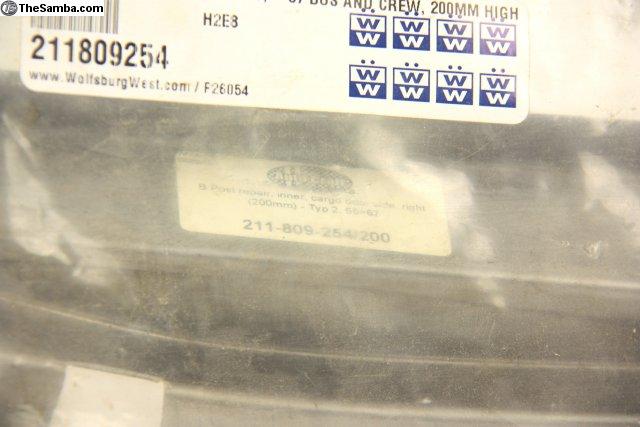 TheSamba.com
67 BUS AND CREW, 200MM HIGH
H2E8
211809254
www.WolfsburgWest.com / F26054
B Post repair, inner, cargo door side, right
(200mm) - Typ 2, 55-67
211-809-254/200